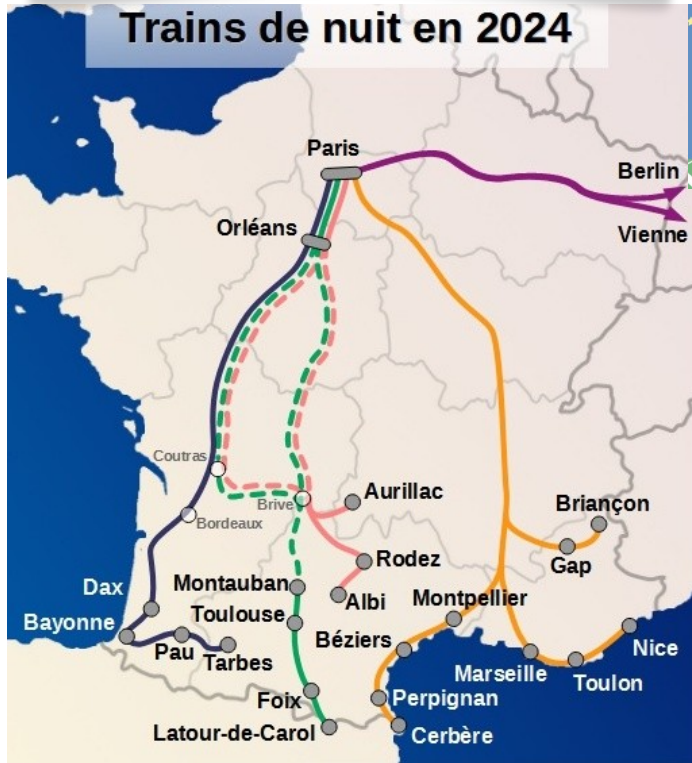 Trains de nuit en 2024
Paris
Berlin
Orléans
Vienne
Coutras
Aurillac
Brive
Briançon
Bordeaux
Rodez
Gap
Dax
Montauban
Albi
Montpellier
Bayonne
Toulouse
Béziers
Nice
Pau
Tarbes
Marseille
Toulon
Foix
Perpignan
Latour-de-Carol
Cerbère